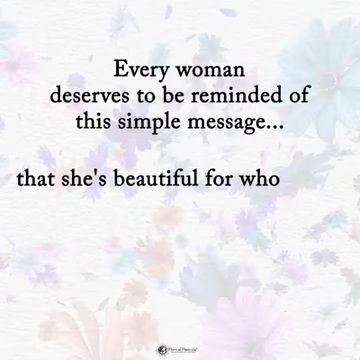 Every woman
deserves to be reminded of
this simple message...
that she's beautiful for who